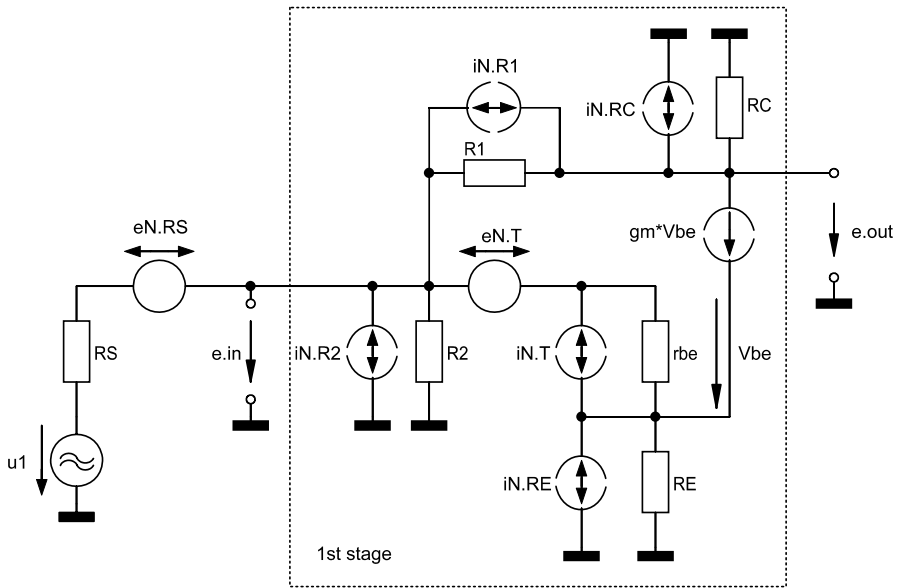 iN.R1
iN.RC
RC
R1
eN.RS
eN.T
gm*Vbe
e.out
RS
e.in
iN.R2
R2
iN.T
rbe
Vbe
u1
iN.RE
RE
1st stage